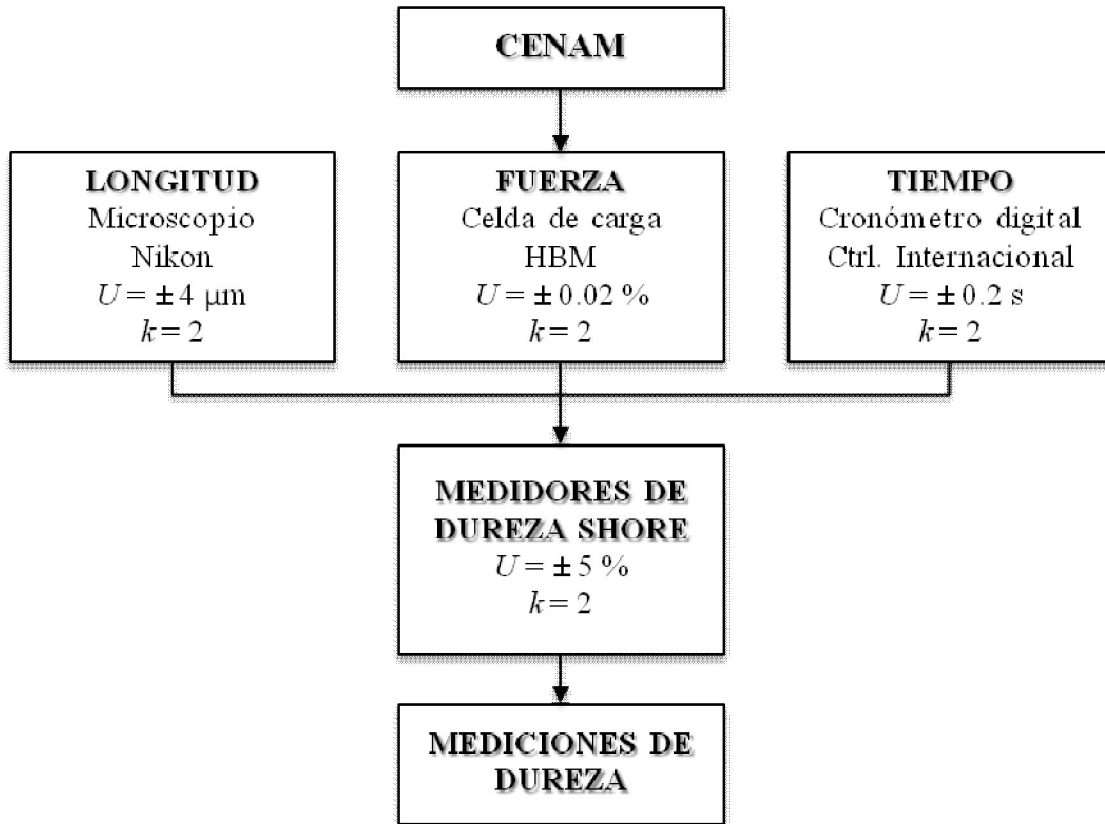 CENAM
LONGITUD
Microscopio
Nikon
U = ± 4 μm
k = 2
FUERZA
Celda de carga
HBM
U = ± 0.02 %
k = 2
TIEMPO
Cronómetro digital
Ctrl. Internacional
U = ± 0.2 s
k = 2
MEDIDORES DE
DUREZA SHORE
U = ± 5 %
k = 2
MEDICIONES DE
DUREZA